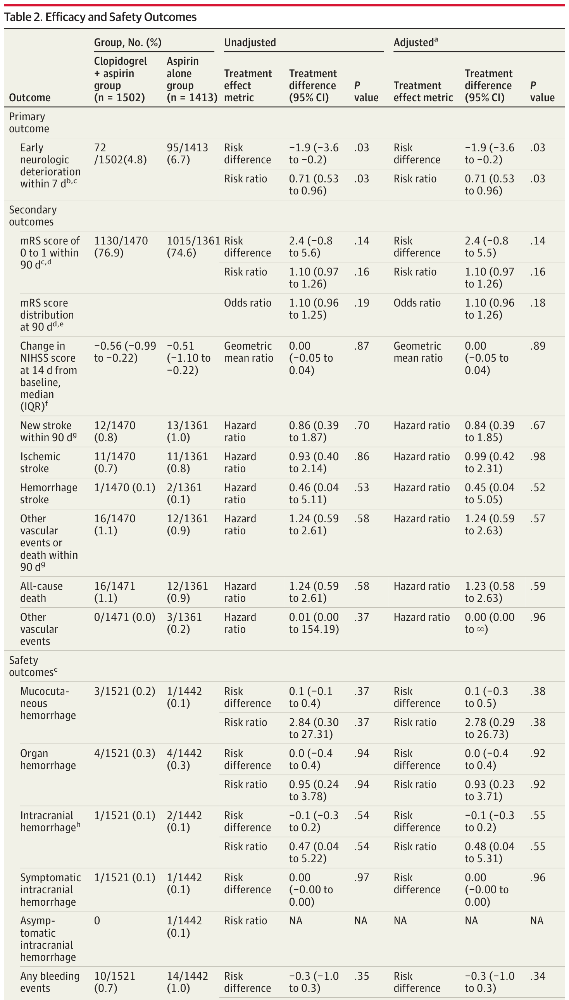 Table 2. Efficacy and Safety Outcomes
Group, No. (%) Unadjusted Adjustedᵃ
Outcome
Clopidogrel
+ aspirin
group
(n = 1502)
Aspirin
alone
group
(n = 1413)
Treatment
effect
metric
Treatment
difference
(95% CI)
P
value
Treatment
effect metric
Treatment
difference
(95% CI)
P
value
Primary
outcome
Early
neurologic
deterioration
within 7 dᵇ,ᶜ
72
/1502(4.8)
95/1413
(6.7)
Risk
difference
−1.9 (−3.6
to −0.2)
.03
Risk
difference
−1.9 (−3.6
to −0.2)
.03
Risk ratio
0.71 (0.53
to 0.96)
.03
Risk ratio
0.71 (0.53
to 0.96)
.03
Secondary
outcomes
mRS score of
0 to 1 within
90 dᶜ,ᵈ
1130/1470
(76.9)
1015/1361
(74.6)
Risk
difference
2.4 (−0.8
to 5.6)
.14
Risk
difference
2.4 (−0.8
to 5.5)
.14
Risk ratio
1.10 (0.97
to 1.26)
.16
Risk ratio
1.10 (0.97
to 1.26)
.16
mRS score
distribution
at 90 dᵈ,ᵉ
Odds ratio
1.10 (0.96
to 1.25)
.19
Odds ratio
1.10 (0.96
to 1.26)
.18
Change in
NIHSS score
at 14 d from
baseline,
median
(IQR)ᶠ
−0.56 (−0.99
to −0.22)
−0.51
(−1.10 to
−0.22)
Geometric
mean ratio
0.00
(−0.05 to
0.04)
.87
Geometric
mean ratio
0.00
(−0.05 to
0.04)
.89
New stroke
within 90 dᵍ
12/1470
(0.8)
13/1361
(1.0)
Hazard
ratio
0.86 (0.39
to 1.87)
.70
Hazard ratio
0.84 (0.39
to 1.85)
.67
Ischemic
stroke
11/1470
(0.7)
11/1361
(0.8)
Hazard
ratio
0.93 (0.40
to 2.14)
.86
Hazard ratio
0.99 (0.42
to 2.31)
.98
Hemorrhage
stroke
1/1470 (0.1)
2/1361
(0.1)
Hazard
ratio
0.46 (0.04
to 5.11)
.53
Hazard ratio
0.45 (0.04
to 5.05)
.52
Other
vascular
events or
death within
90 dᵍ
16/1470
(1.1)
12/1361
(0.9)
Hazard
ratio
1.24 (0.59
to 2.61)
.58
Hazard ratio
1.24 (0.59
to 2.63)
.57
All-cause
death
16/1471
(1.1)
12/1361
(0.9)
Hazard
ratio
1.24 (0.59
to 2.61)
.58
Hazard ratio
1.23 (0.58
to 2.63)
.59
Other
vascular
events
0/1471 (0.0)
3/1361
(0.2)
Hazard
ratio
0.01 (0.00
to 154.19)
.37
Hazard ratio
0.00 (0.00
to ∞)
.96
Safety
outcomesᶜ
Mucocuta-
neous
hemorrhage
3/1521 (0.2)
1/1442
(0.1)
Risk
difference
0.1 (−0.1
to 0.4)
.37
Risk
difference
0.1 (−0.3
to 0.5)
.38
Risk ratio
2.84 (0.30
to 27.31)
.37
Risk ratio
2.78 (0.29
to 26.73)
.38
Organ
hemorrhage
4/1521 (0.3)
4/1442
(0.3)
Risk
difference
0.0 (−0.4
to 0.4)
.94
Risk
difference
0.0 (−0.4
to 0.4)
.92
Risk ratio
0.95 (0.24
to 3.78)
.94
Risk ratio
0.93 (0.23
to 3.71)
.92
Intracranial
hemorrhageʰ
1/1521 (0.1)
2/1442
(0.1)
Risk
difference
−0.1 (−0.3
to 0.2)
.54
Risk
difference
−0.1 (−0.3
to 0.2)
.55
Risk ratio
0.47 (0.04
to 5.22)
.54
Risk ratio
0.48 (0.04
to 5.31)
.55
Symptomatic
intracranial
hemorrhage
1/1521 (0.1)
1/1442
(0.1)
Risk
difference
0.00
(−0.00 to
0.00)
.97
Risk
difference
0.00
(−0.00 to
0.00)
.96
Asymp-
tomatic
intracranial
hemorrhage
0
1/1442
(0.1)
Risk ratio
NA
NA
NA
NA
NA
Any bleeding
events
10/1521
(0.7)
14/1442
(1.0)
Risk
difference
−0.3 (−1.0
to 0.3)
.35
Risk
difference
−0.3 (−1.0
to 0.3)
.34